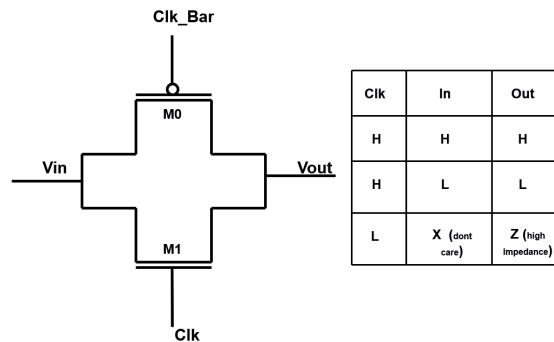 Clk_Bar
M0
Vin
Vout
M1
Clk
Clk In Out
H H H
H L L
L X (dont care) Z (high Impedance)